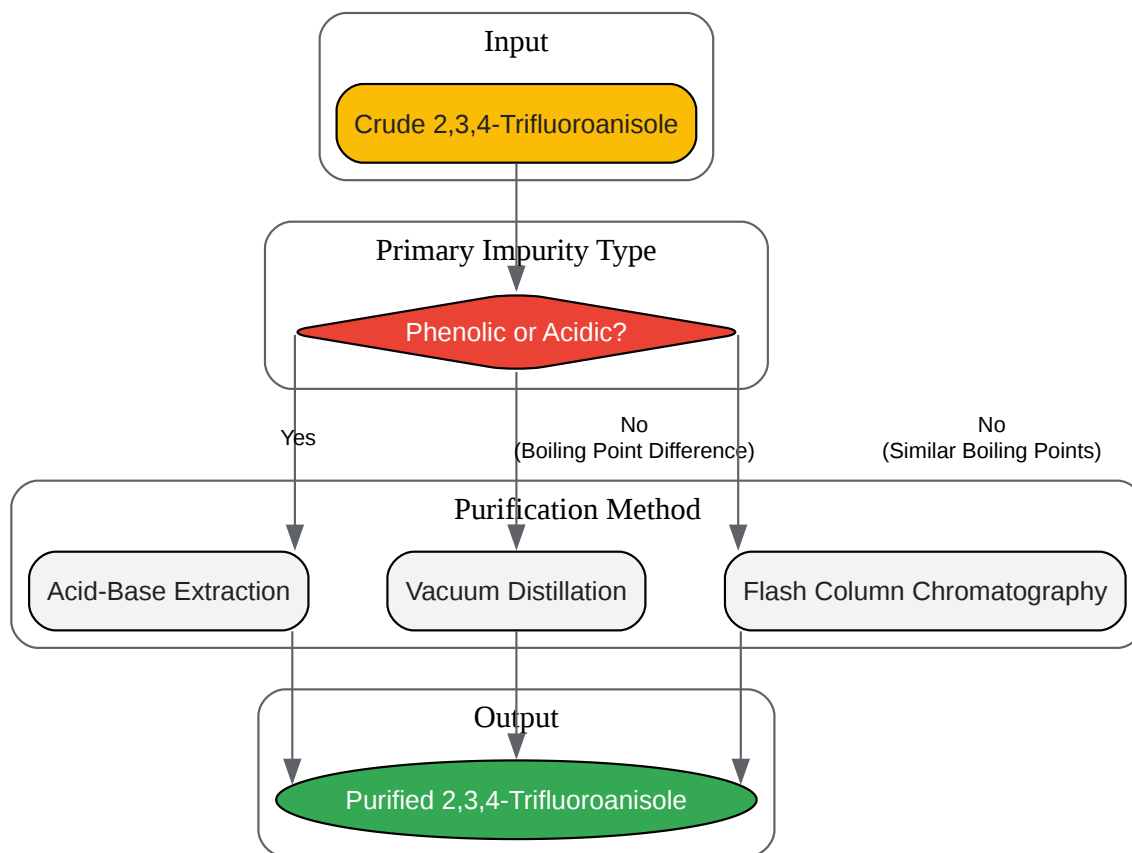 Input
Crude 2,3,4-Trifluoroanisole
Primary Impurity Type
Phenolic or Acidic?
Yes
No
(Boiling Point Difference)
No
(Similar Boiling Points)
Purification Method
Acid-Base Extraction
Vacuum Distillation
Flash Column Chromatography
Output
Purified 2,3,4-Trifluoroanisole